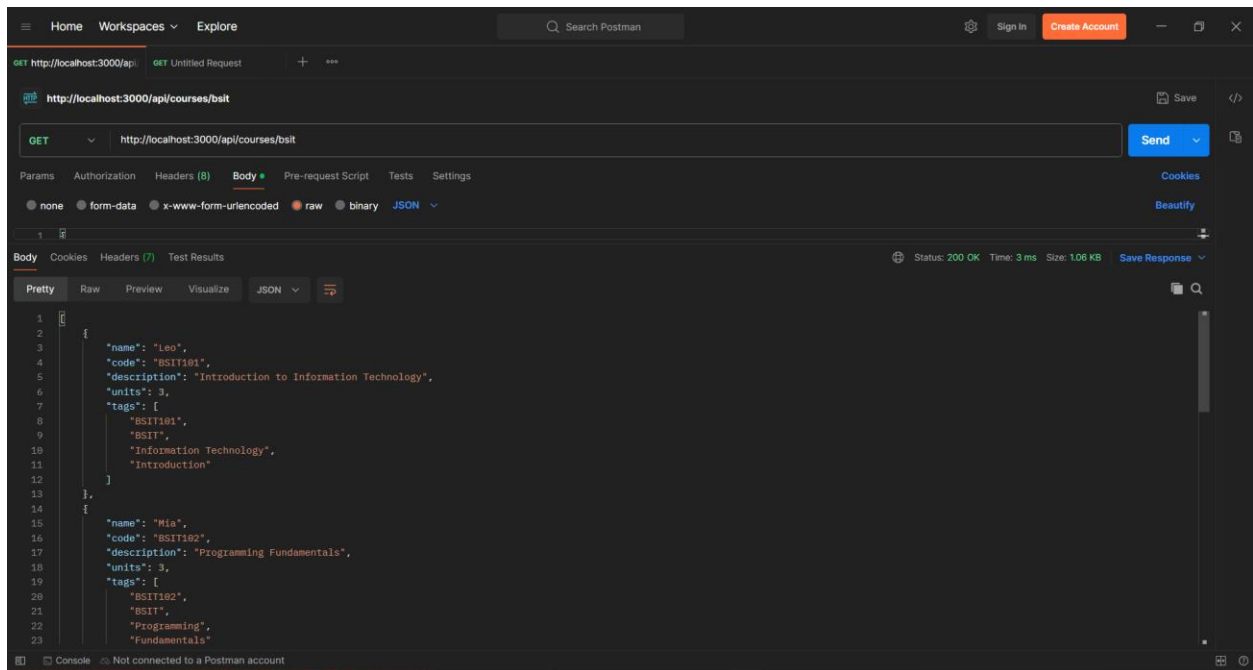 Home Workspaces Explore Search Postman Sign In Create Account
GET http://localhost:3000/api GET Untitled Request
HTTP http://localhost:3000/api/courses/bsit Save
GET http://localhost:3000/api/courses/bsit Send
Params Authorization Headers (8) Body Pre-request Script Tests Settings Cookies
none form-data x-www-form-urlencoded raw binary JSON Beautify
1 {
Body Cookies Headers (7) Test Results Status: 200 OK Time: 3 ms Size: 1.06 KB Save Response
Pretty Raw Preview Visualize JSON
1 [
2 {
3 "name": "Leo",
4 "code": "BSIT101",
5 "description": "Introduction to Information Technology",
6 "units": 3,
7 "tags": [
8 "BSIT101",
9 "BSIT",
10 "Information Technology",
11 "Introduction"
12 ]
13 },
14 {
15 "name": "Mia",
16 "code": "BSIT102",
17 "description": "Programming Fundamentals",
18 "units": 3,
19 "tags": [
20 "BSIT102",
21 "BSIT",
22 "Programming",
23 "Fundamentals"
Console Not connected to a Postman account